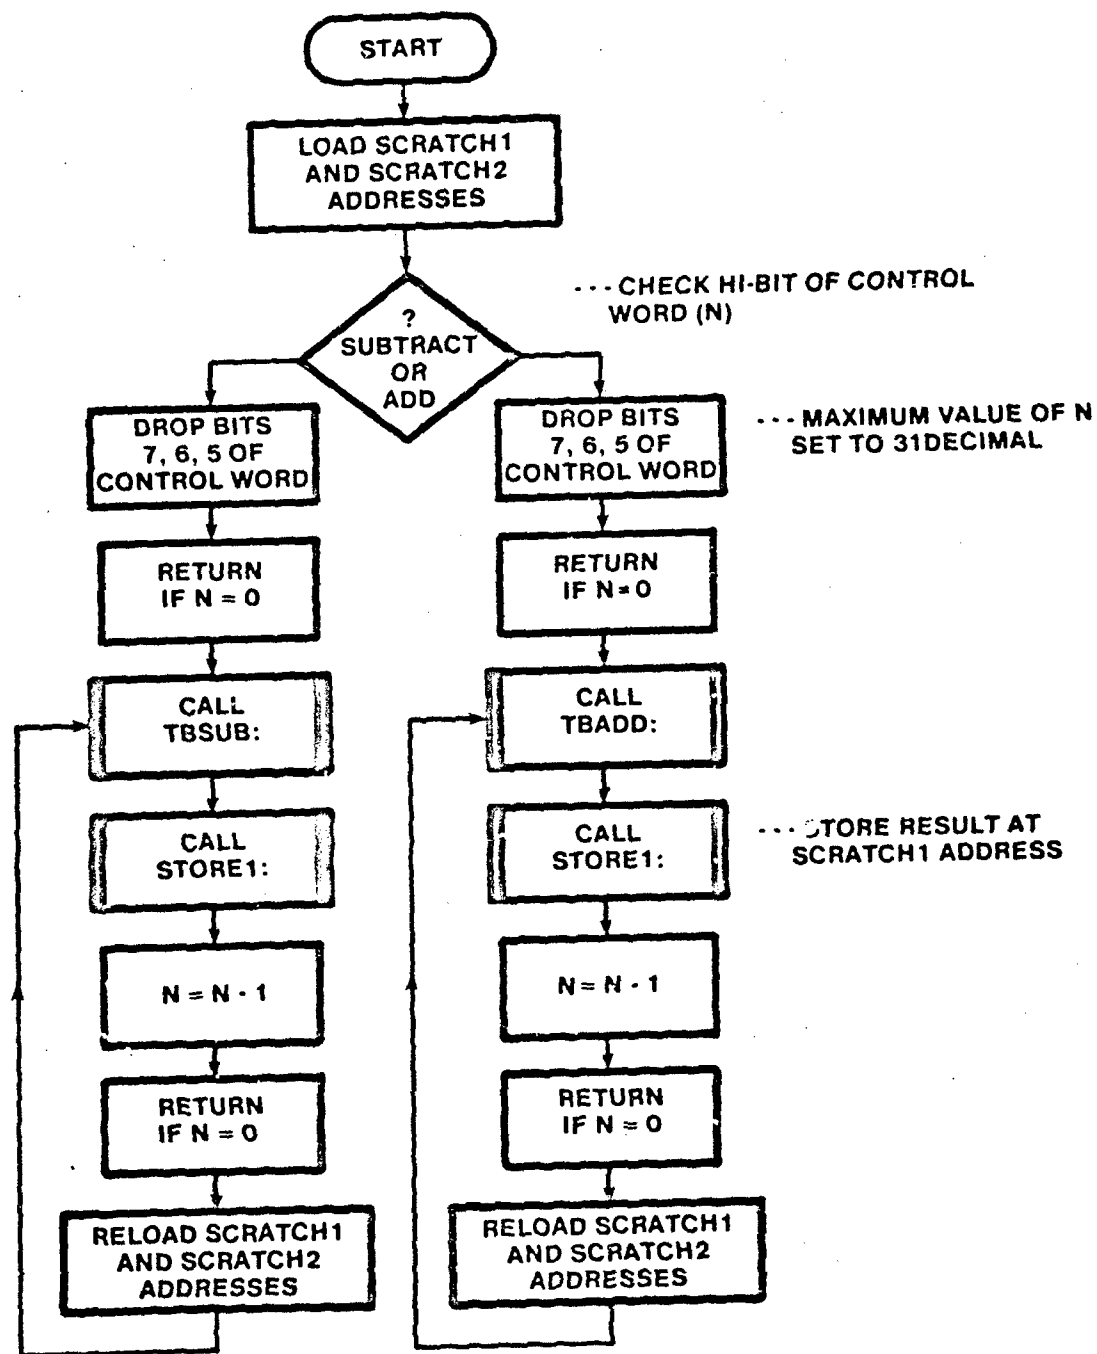 START
LOAD SCRATCH1
AND SCRATCH2
ADDRESSES
--- CHECK HI-BIT OF CONTROL
WORD (N)
?
SUBTRACT
OR
ADD
DROP BITS
7, 6, 5 OF
CONTROL WORD
RETURN
IF N = 0
CALL
TBSUB:
CALL
STORE1:
N = N - 1
RETURN
IF N = 0
RELOAD SCRATCH1
AND SCRATCH2
ADDRESSES
DROP BITS
7, 6, 5 OF
CONTROL WORD
--- MAXIMUM VALUE OF N
SET TO 31DECIMAL
RETURN
IF N=0
CALL
TBADD:
CALL
STORE1:
--- STORE RESULT AT
SCRATCH1 ADDRESS
N = N - 1
RETURN
IF N = 0
RELOAD SCRATCH1
AND SCRATCH2
ADDRESSES